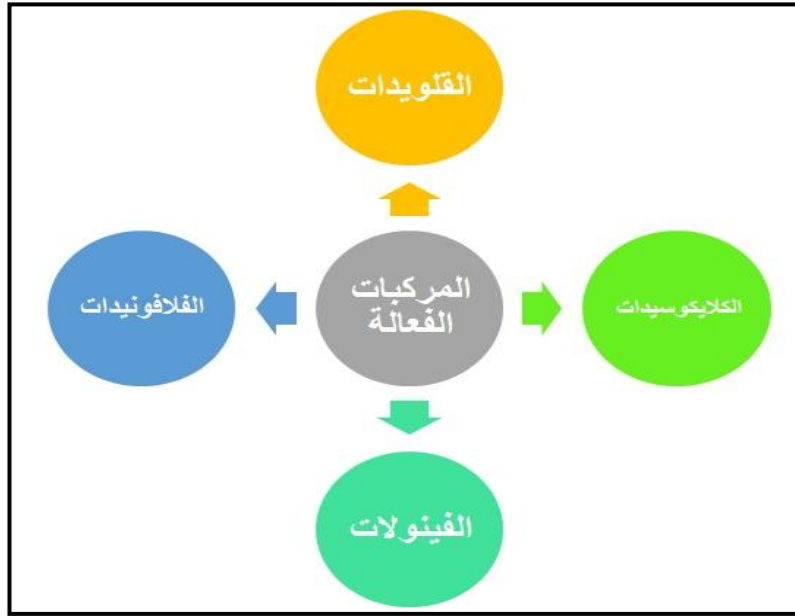 القلويدات
الكلايكوسيدات
المركبات
الفعالة
الفلافونيدات
الفينولات